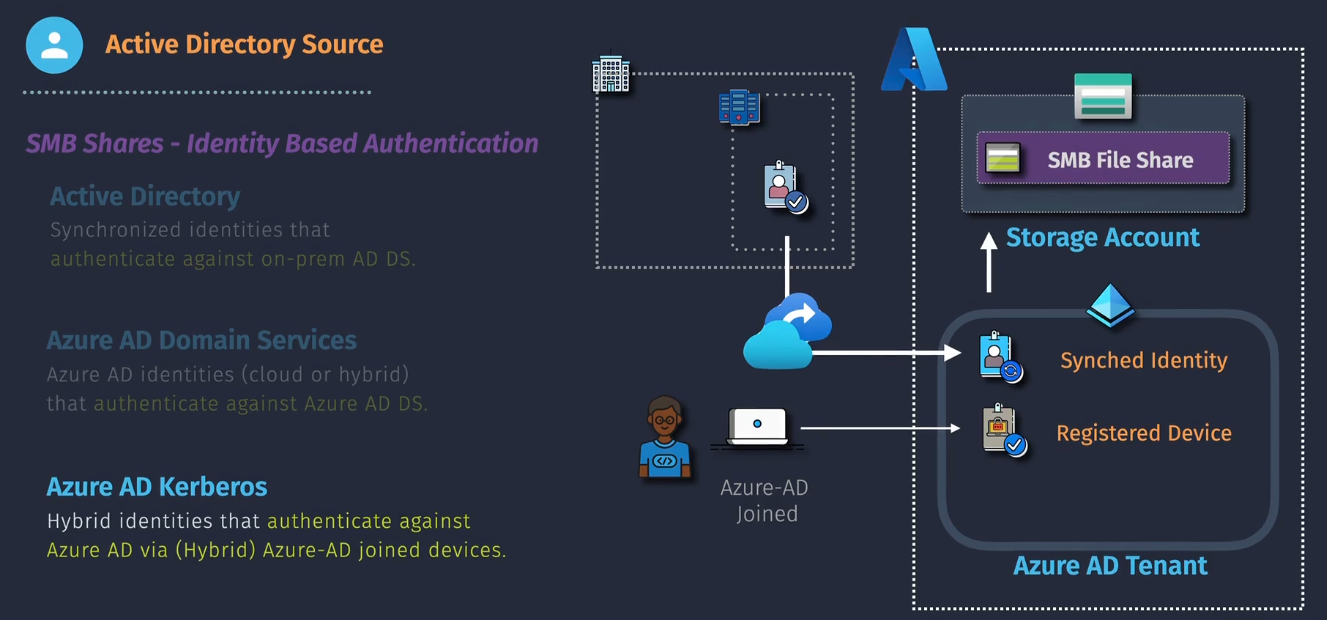 Active Directory Source
SMB Shares - Identity Based Authentication
Active Directory
Synchronized identities that
authenticate against on-prem AD DS.
Azure AD Domain Services
Azure AD identities (cloud or hybrid)
that authenticate against Azure AD DS.
Azure AD Kerberos
Hybrid identities that authenticate against
Azure AD via (Hybrid) Azure-AD joined devices.
SMB File Share
Storage Account
Synched Identity
Registered Device
Azure-AD
Joined
Azure AD Tenant